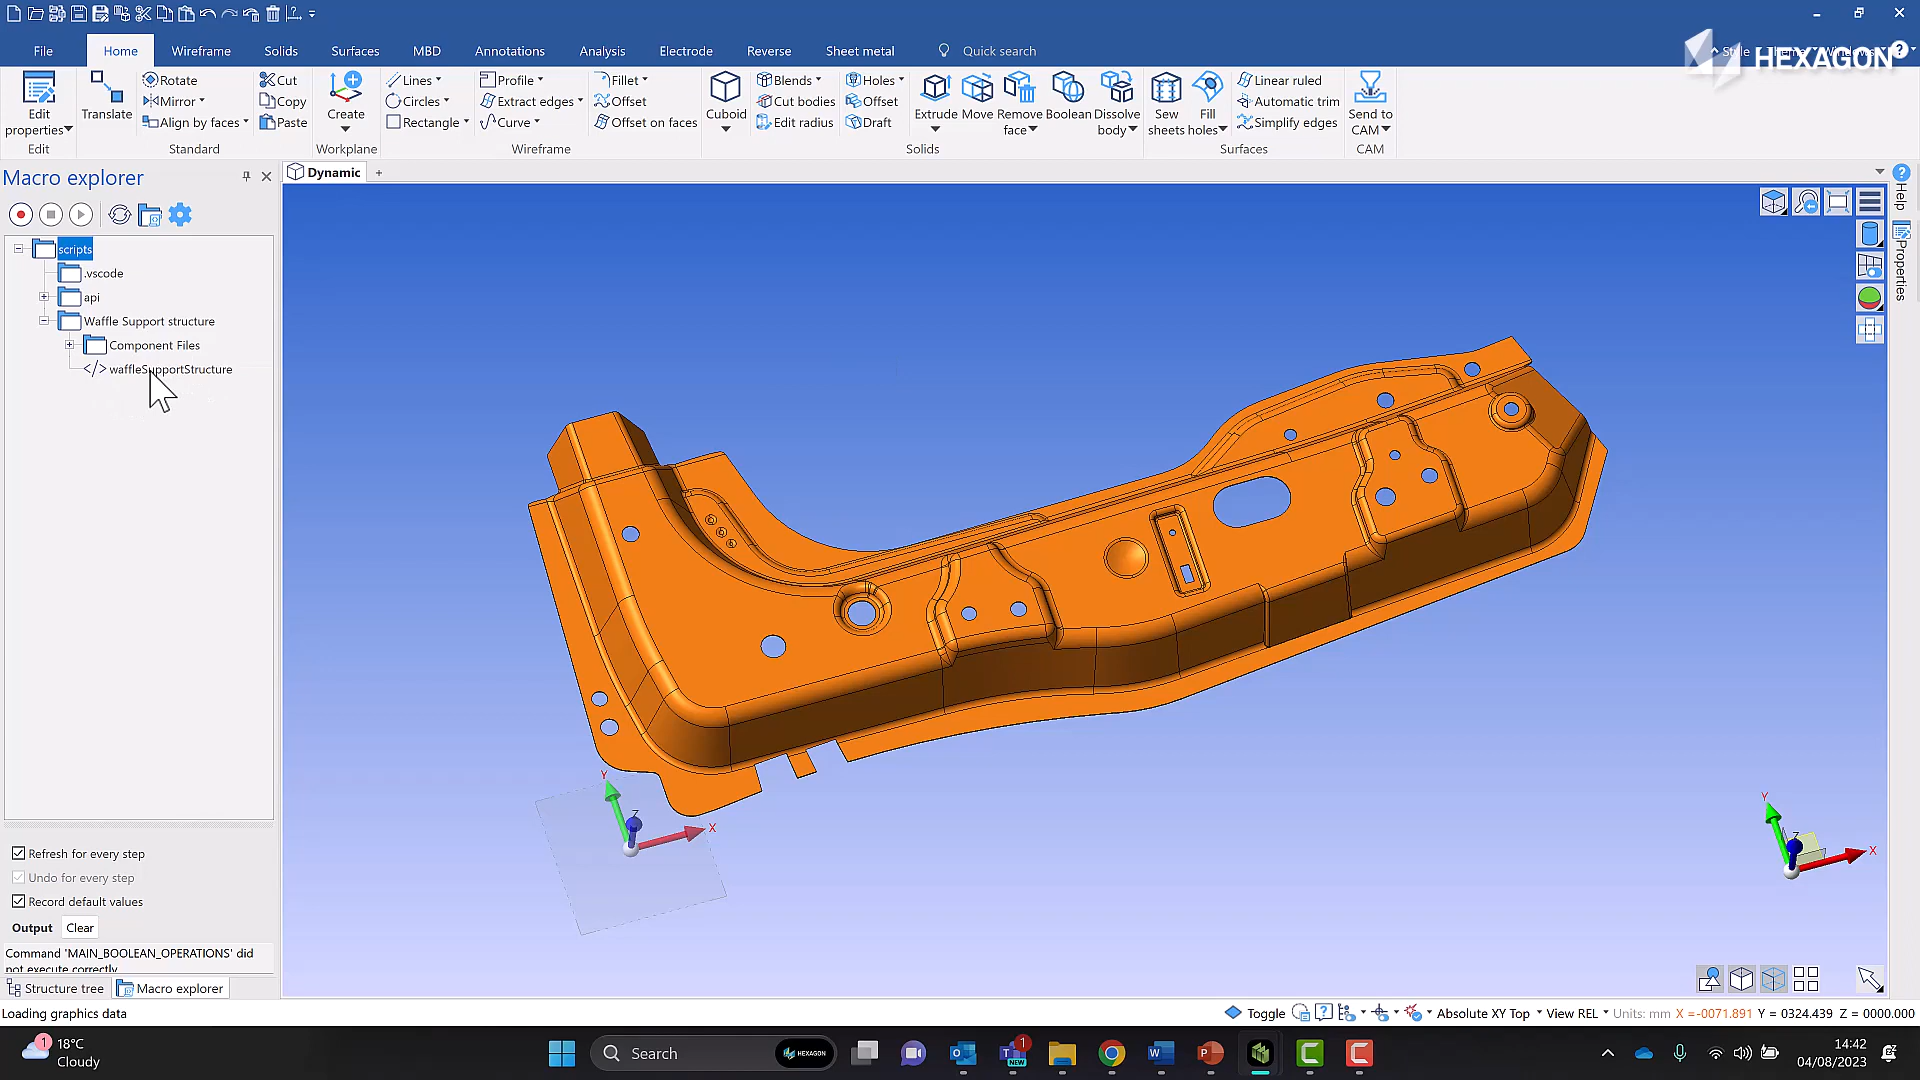 File Home Wireframe Solids Surfaces MBD Annotations Analysis Electrode Reverse Sheet metal Quick search Style
HEXAGON
Edit properties
Edit
Translate
Rotate
Mirror
Align by faces
Cut
Copy
Paste
Standard
Create
Workplane
Lines
Circles
Rectangle
Profile
Extract edges
Curve
Fillet
Offset
Offset on faces
Wireframe
Cuboid
Blends
Cut bodies
Edit radius
Holes
Offset
Draft
Extrude
Move
Remove face
Boolean
Dissolve body
Solids
Sew sheets
Fill holes
Linear ruled
Automatic trim
Simplify edges
Surfaces
Send to CAM
CAM
Macro explorer
Dynamic
Help
Properties
scripts
.vscode
api
Waffle Support structure
Component Files
waffleSupportStructure
Y
Z
X
Y
Z
X
Refresh for every step
Undo for every step
Record default values
Output Clear
Command 'MAIN_BOOLEAN_OPERATIONS' did
not execute correctly
Structure tree Macro explorer
Loading graphics data
Toggle Absolute XY Top View REL Units: mm X =-0071.891 Y = 0324.439 Z = 0000.000
1
18°C
Cloudy
Search
HEXAGON
1
NEW
14:42
04/08/2023